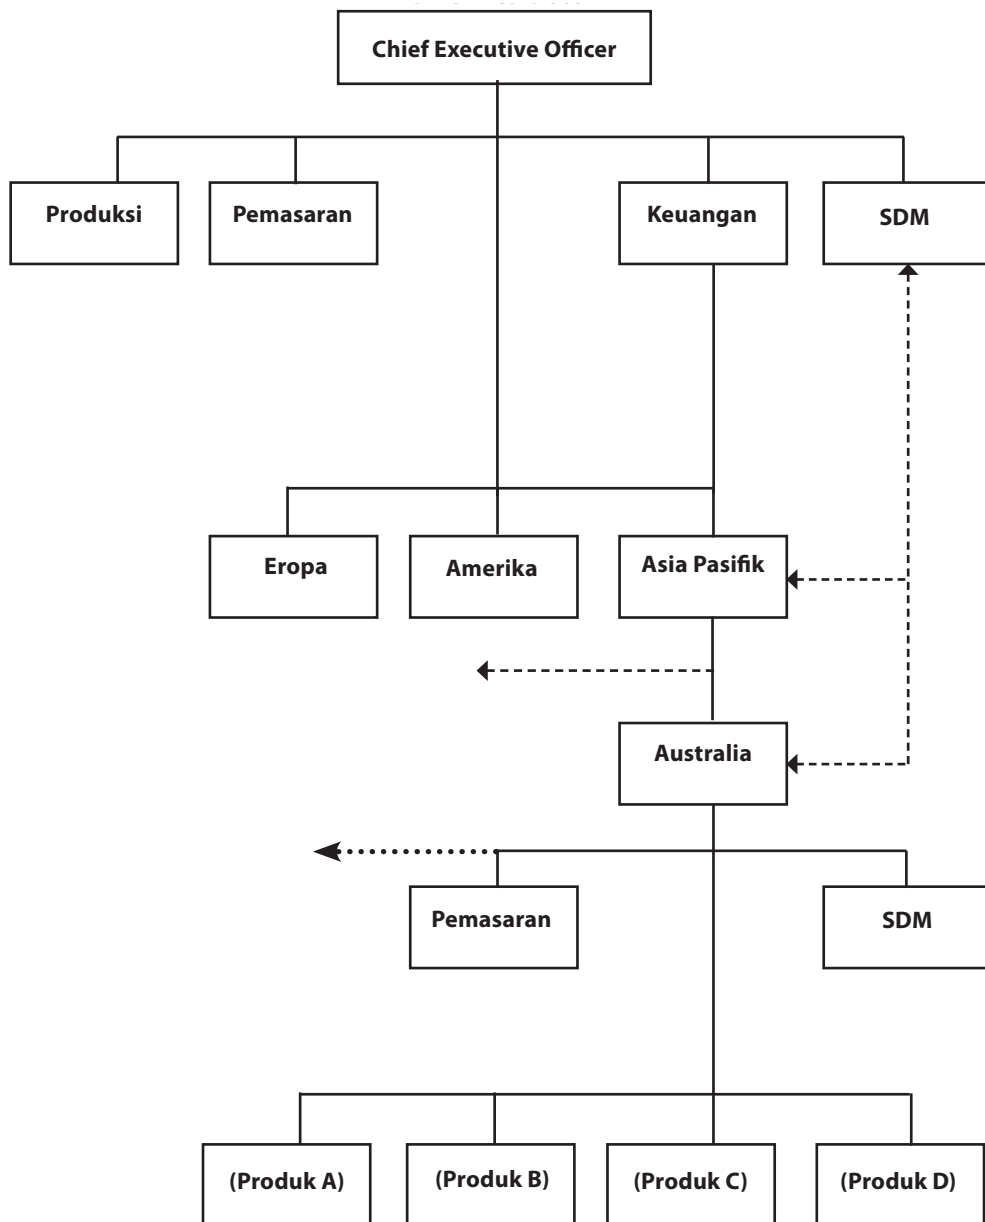 Chief Executive Officer
Produksi
Pemasaran
Keuangan
SDM
Eropa
Amerika
Asia Pasifik
Australia
Pemasaran
SDM
(Produk A)
(Produk B)
(Produk C)
(Produk D)